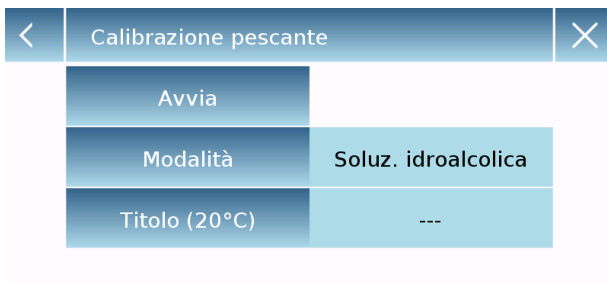 Calibrazione pescante
Avvia
Modalità Soluz. idroalcolica
Titolo (20°C) ---